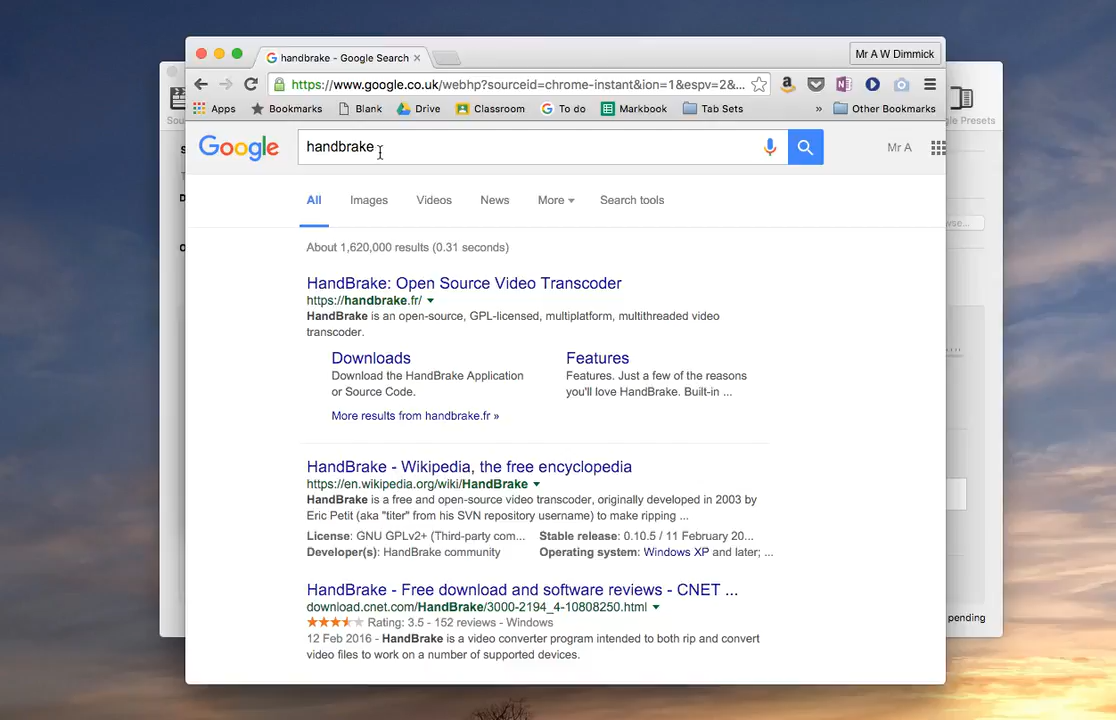 handbrake - Google Search
Mr A W Dimmick
https://www.google.co.uk/webhp?sourceid=chrome-instant&ion=1&espv=2&...
Apps Bookmarks Blank Drive Classroom To do Markbook Tab Sets » Other Bookmarks
Google handbrake Mr A
All Images Videos News More Search tools
About 1,620,000 results (0.31 seconds)
HandBrake: Open Source Video Transcoder
https://handbrake.fr/
HandBrake is an open-source, GPL-licensed, multiplatform, multithreaded video
transcoder.
Downloads
Download the HandBrake Application
or Source Code.
Features
Features. Just a few of the reasons
you'll love HandBrake. Built-in ...
More results from handbrake.fr »
HandBrake - Wikipedia, the free encyclopedia
https://en.wikipedia.org/wiki/HandBrake
HandBrake is a free and open-source video transcoder, originally developed in 2003 by
Eric Petit (aka "titer" from his SVN repository username) to make ripping ...
License: GNU GPLv2+ (Third-party com... Stable release: 0.10.5 / 11 February 20...
Developer(s): HandBrake community Operating system: Windows XP and later; ...
HandBrake - Free download and software reviews - CNET ...
download.cnet.com/HandBrake/3000-2194_4-10808250.html
Rating: 3.5 - 152 reviews - Windows
12 Feb 2016 - HandBrake is a video converter program intended to both rip and convert
video files to work on a number of supported devices.
Presets
pending